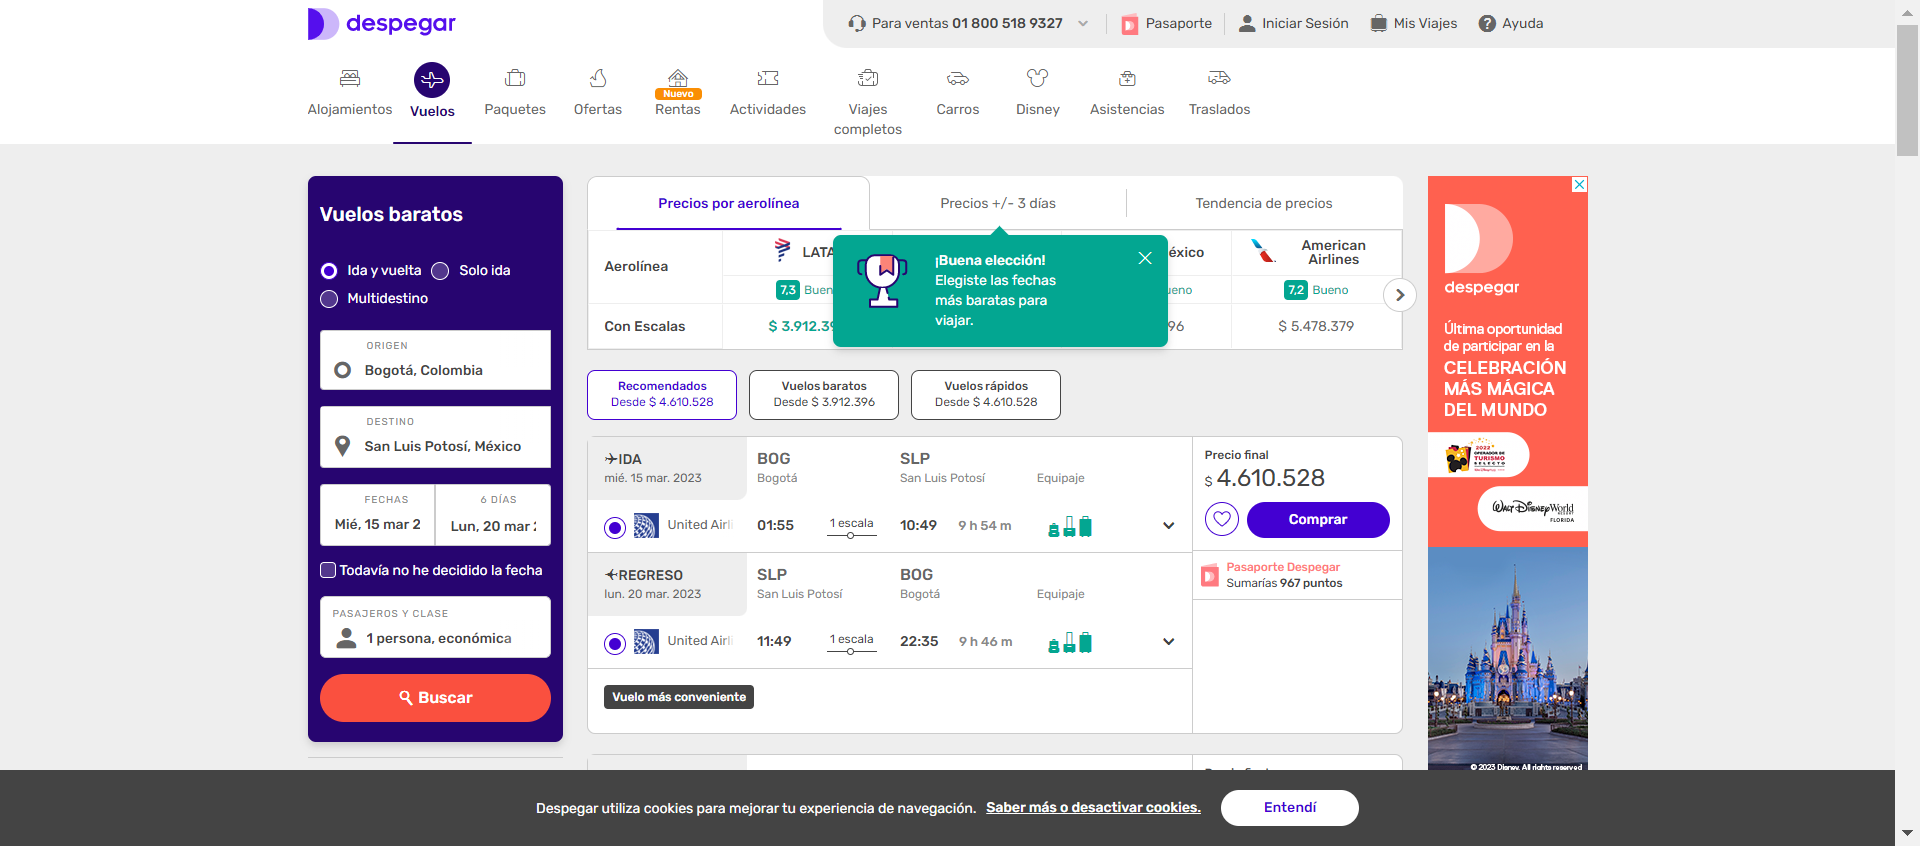 despegar
Para ventas 01 800 518 9327
Pasaporte
Iniciar Sesión
Mis Viajes
Ayuda
Alojamientos
Vuelos
Paquetes
Ofertas
Nuevo
Rentas
Actividades
Viajes
completos
Carros
Disney
Asistencias
Traslados
Vuelos baratos
Ida y vuelta
Solo ida
Multidestino
ORIGEN
Bogotá, Colombia
DESTINO
San Luis Potosí, México
FECHAS
6 DÍAS
Mié, 15 mar 2
Lun, 20 mar
Todavía no he decidido la fecha
PASAJEROS Y CLASE
1 persona, económica
Buscar
Precios por aerolínea
Precios +/- 3 días
Tendencia de precios
Aerolínea
LATA
éxico
American
Airlines
7,3 Buen
ueno
7,2 Bueno
Con Escalas
$ 3.912.39
96
$ 5.478.379
¡Buena elección!
Elegiste las fechas
más baratas para
viajar.
Recomendados
Desde $ 4.610.528
Vuelos baratos
Desde $ 3.912.396
Vuelos rápidos
Desde $ 4.610.528
IDA
mié. 15 mar. 2023
BOG
Bogotá
SLP
San Luis Potosí
Equipaje
United Airli
01:55
1 escala
10:49
9 h 54 m
REGRESO
lun. 20 mar. 2023
SLP
San Luis Potosí
BOG
Bogotá
Equipaje
United Airli
11:49
1 escala
22:35
9 h 46 m
Vuelo más conveniente
Precio final
$ 4.610.528
Comprar
Pasaporte Despegar
Sumarías 967 puntos
despegar
Última oportunidad
de participar en la
CELEBRACIÓN
MÁS MÁGICA
DEL MUNDO
2022
OPERADOR DE
TURISMO
SELECTO
Walt Disney World
FLORIDA
© 2023 Disney. All rights reserved
Despegar utiliza cookies para mejorar tu experiencia de navegación. Saber más o desactivar cookies.
Entendí